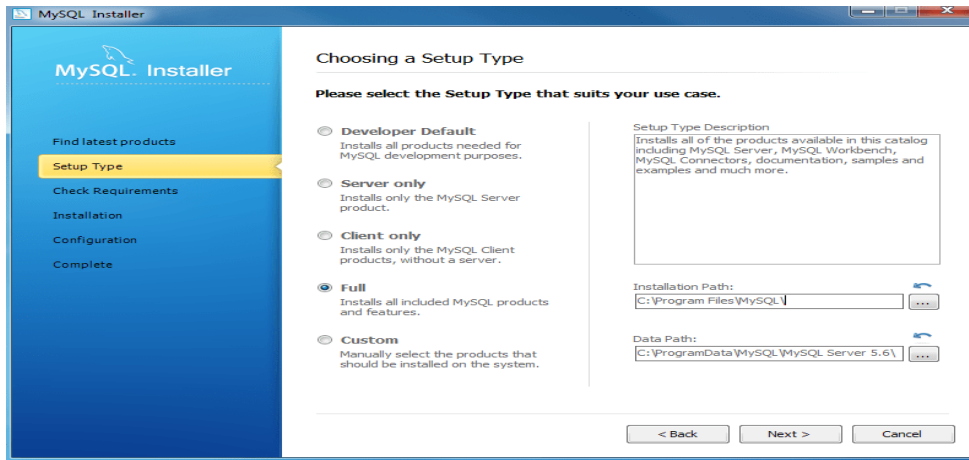 MySQL Installer
MySQL. Installer
Find latest products
Setup Type
Check Requirements
Installation
Configuration
Complete
Choosing a Setup Type
Please select the Setup Type that suits your use case.
Developer Default
Installs all products needed for
MySQL development purposes.
Server only
Installs only the MySQL Server
product.
Client only
Installs only the MySQL Client
products, without a server.
Full
Installs all included MySQL products
and features.
Custom
Manually select the products that
should be installed on the system.
Setup Type Description
Installs all of the products available in this catalog
including MySQL Server, MySQL Workbench,
MySQL Connectors, documentation, samples and
examples and much more.
Installation Path:
C:\Program Files\MySQL\
...
Data Path:
C:\ProgramData\MySQL\MySQL Server 5.6\
...
< Back
Next >
Cancel